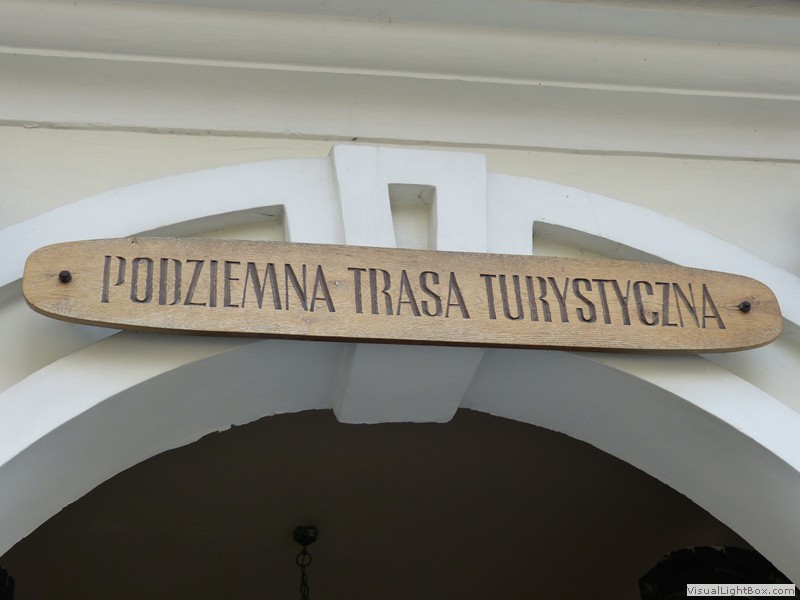 PODZIEMNA TRASA TURYSTYCZNA
VisualLightBox.com